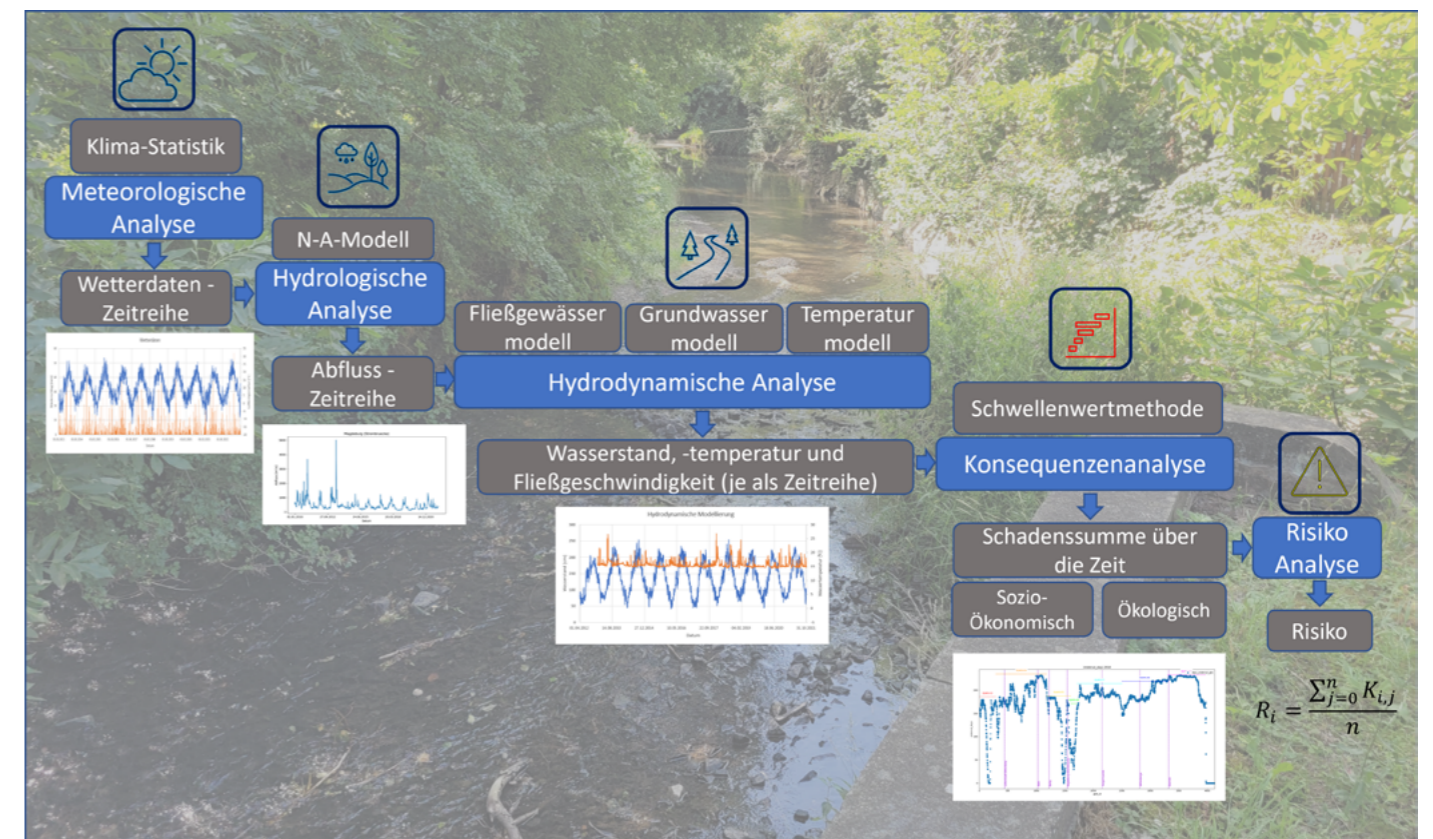 Klima-Statistik
Meteorologische
Analyse
Wetterdaten -
Zeitreihe
N-A-Modell
Hydrologische
Analyse
Abfluss -
Zeitreihe
Fließgewässer
modell
Grundwasser
modell
Temperatur
modell
Hydrodynamische Analyse
Wasserstand, -temperatur und
Fließgeschwindigkeit (je als Zeitreihe)
Hydrodynamische Modellierung
Datum
Schwellenwertmethode
Konsequenzenanalyse
Schadenssumme über
die Zeit
Sozio-
Ökonomisch
Ökologisch
Risiko
Analyse
Risiko
R_i = \frac{\sum_{j=0}^{n} K_{i,j}}{n}